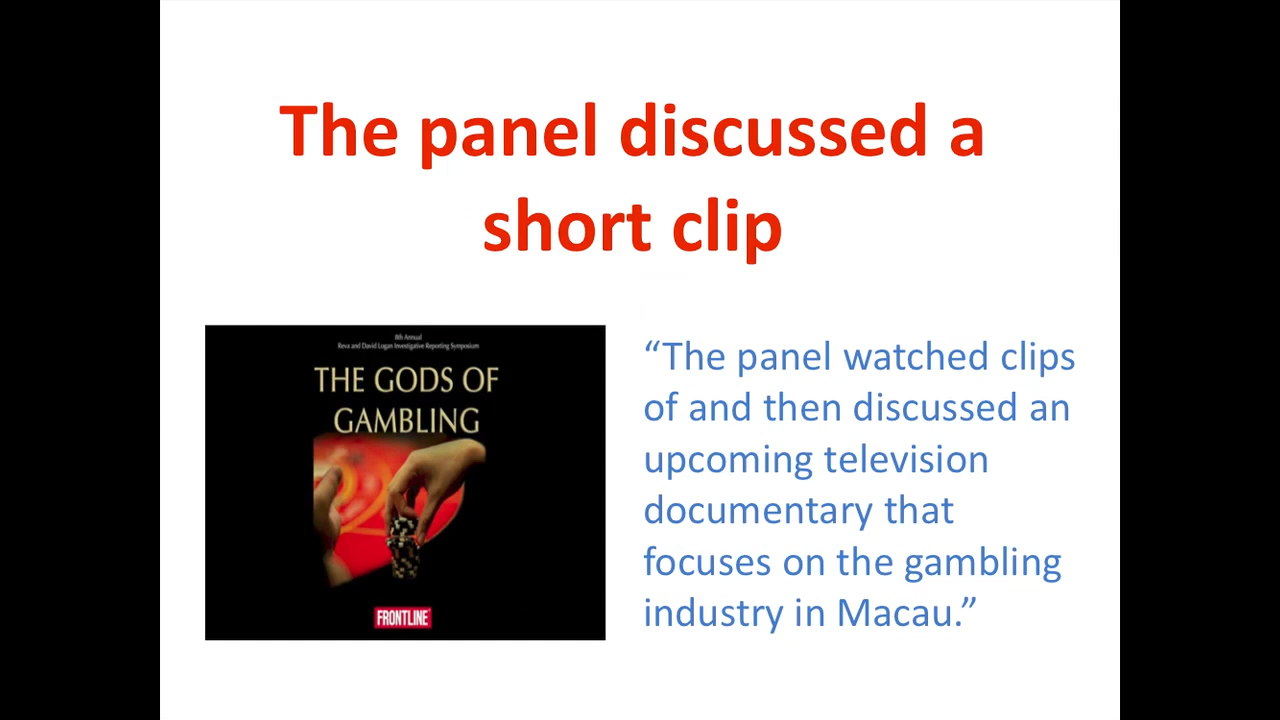 The panel discussed a
short clip
8th Annual
Reva and David Logan Investigative Reporting Symposium
THE GODS OF
GAMBLING
FRONTLINE
“The panel watched clips
of and then discussed an
upcoming television
documentary that
focuses on the gambling
industry in Macau.”